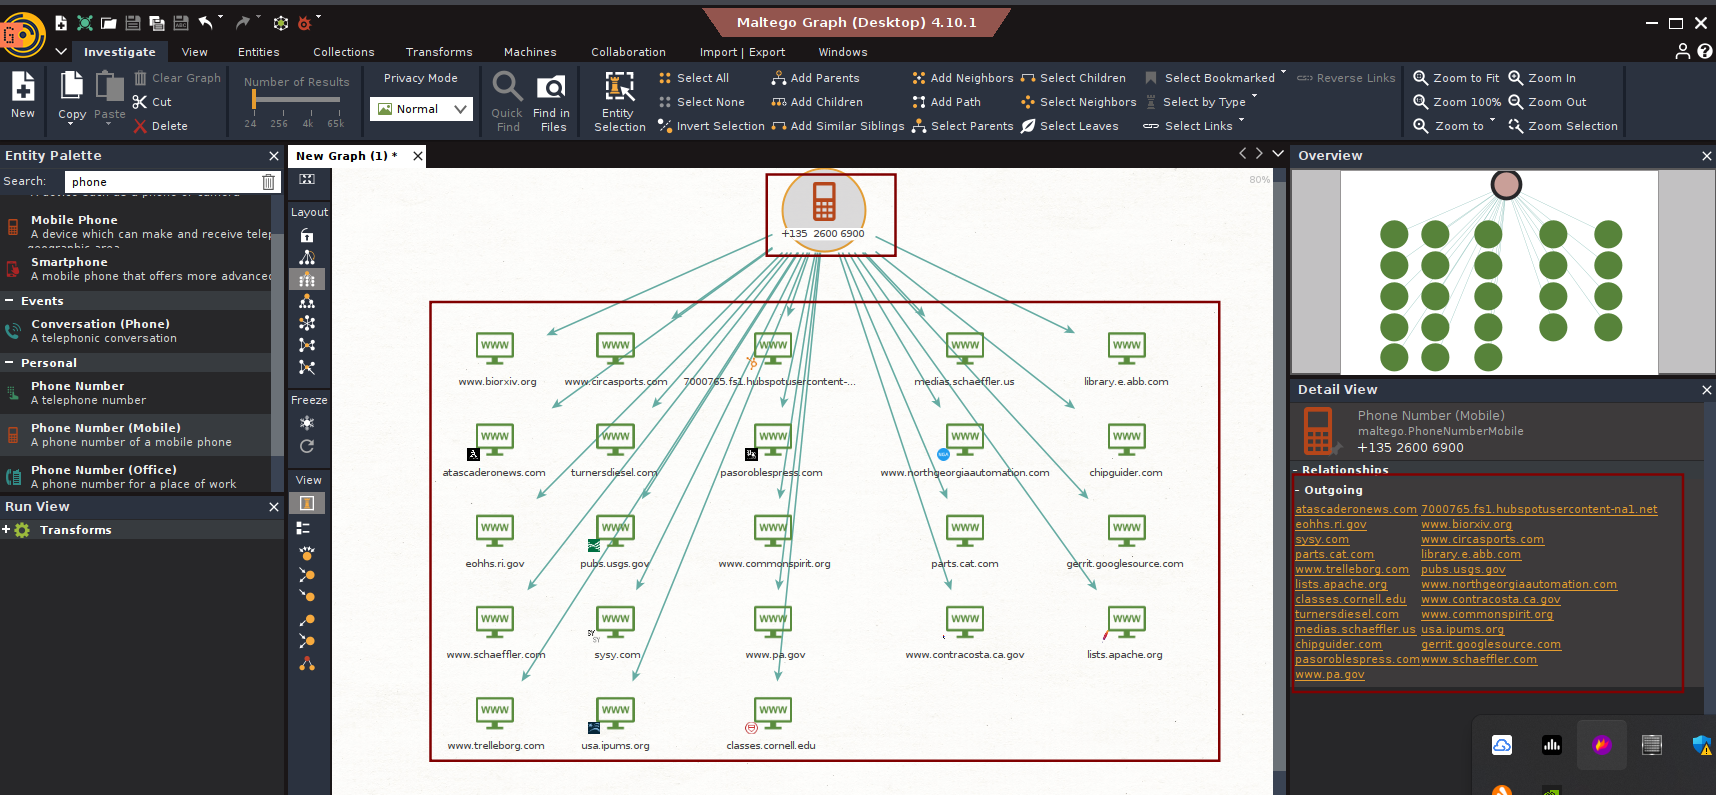 Maltego Graph (Desktop) 4.10.1
Investigate View Entities Collections Transforms Machines Collaboration Import | Export Windows
New
Copy
Paste
Clear Graph
Cut
Delete
Number of Results
24 256 4k 65k
Privacy Mode
Normal
Quick Find
Find in Files
Entity Selection
Select All
Select None
Invert Selection
Add Parents
Add Children
Add Similar Siblings
Add Neighbors
Add Path
Select Parents
Select Children
Select Neighbors
Select Leaves
Select Bookmarked
Select by Type
Select Links
Reverse Links
Zoom to Fit
Zoom 100%
Zoom to
Zoom In
Zoom Out
Zoom Selection
Entity Palette
Search: phone
Mobile Phone
A device which can make and receive telep
geographic area
Smartphone
A mobile phone that offers more advanced
Events
Conversation (Phone)
A telephonic conversation
Personal
Phone Number
A telephone number
Phone Number (Mobile)
A phone number of a mobile phone
Phone Number (Office)
A phone number for a place of work
Run View
Transforms
New Graph (1) *
Layout
Freeze
View
80%
+135 2600 6900
www.biorxiv.org www.circasports.com 7000765.fs1.hubspotusercontent-... medias.schaeffler.us library.e.abb.com
atascaderonews.com turnersdiesel.com pasoroblespress.com www.northgeorgiaautomation.com chipguider.com
eohhs.ri.gov pubs.usgs.gov www.commonspirit.org parts.cat.com gerrit.googlesource.com
www.schaeffler.com sysy.com www.pa.gov www.contracosta.ca.gov lists.apache.org
www.trelleborg.com usa.ipums.org classes.cornell.edu
Overview
Detail View
Phone Number (Mobile)
maltego.PhoneNumberMobile
+135 2600 6900
- Relationships
- Outgoing
atascaderonews.com 7000765.fs1.hubspotusercontent-na1.net
eohhs.ri.gov www.biorxiv.org
sysy.com www.circasports.com
parts.cat.com library.e.abb.com
www.trelleborg.com pubs.usgs.gov
lists.apache.org www.northgeorgiaautomation.com
classes.cornell.edu www.contracosta.ca.gov
turnersdiesel.com www.commonspirit.org
medias.schaeffler.us usa.ipums.org
chipguider.com gerrit.googlesource.com
pasoroblespress.com www.schaeffler.com
www.pa.gov